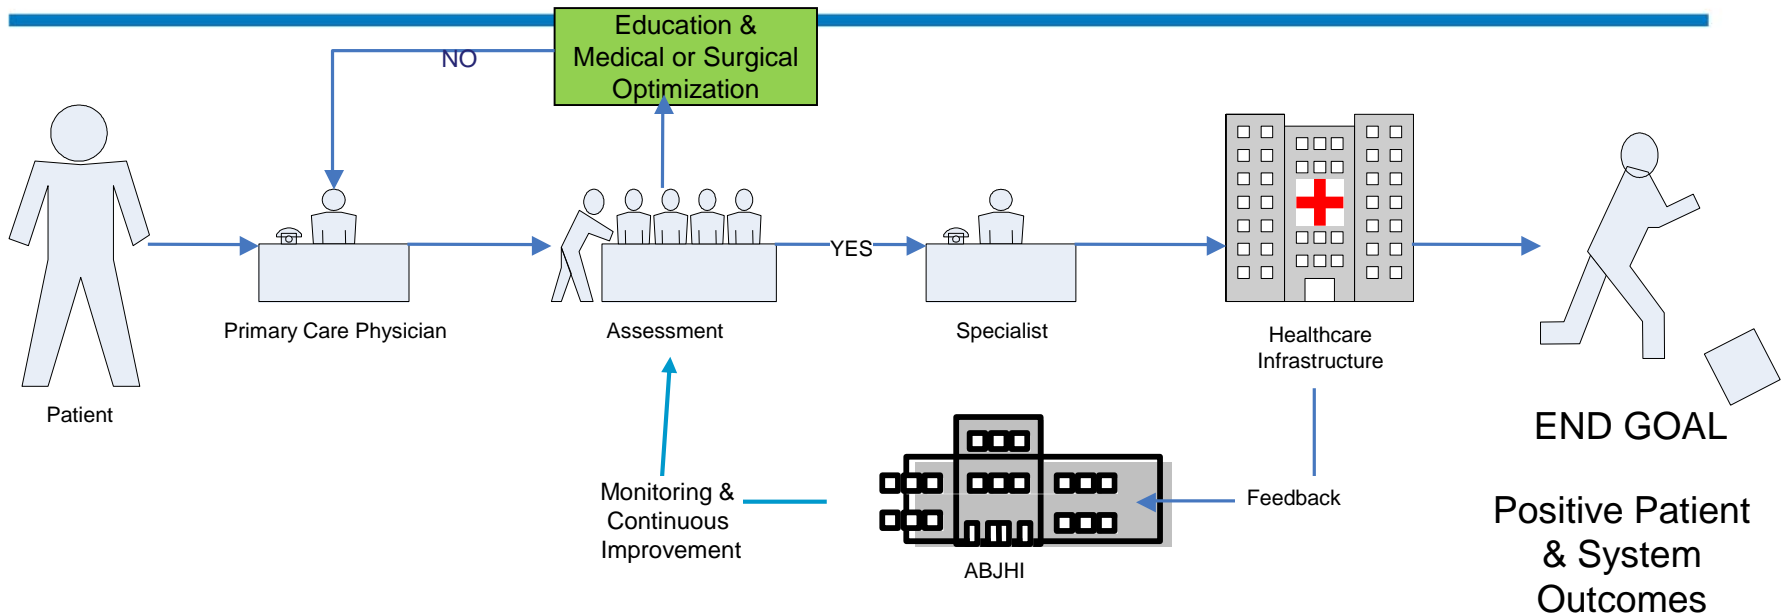 Education &
Medical or Surgical
Optimization
NO
YES
Primary Care Physician
Assessment
Specialist
Healthcare
Infrastructure
Patient
END GOAL
Monitoring &
Continuous
Improvement
Feedback
ABJHI
Positive Patient
& System
Outcomes